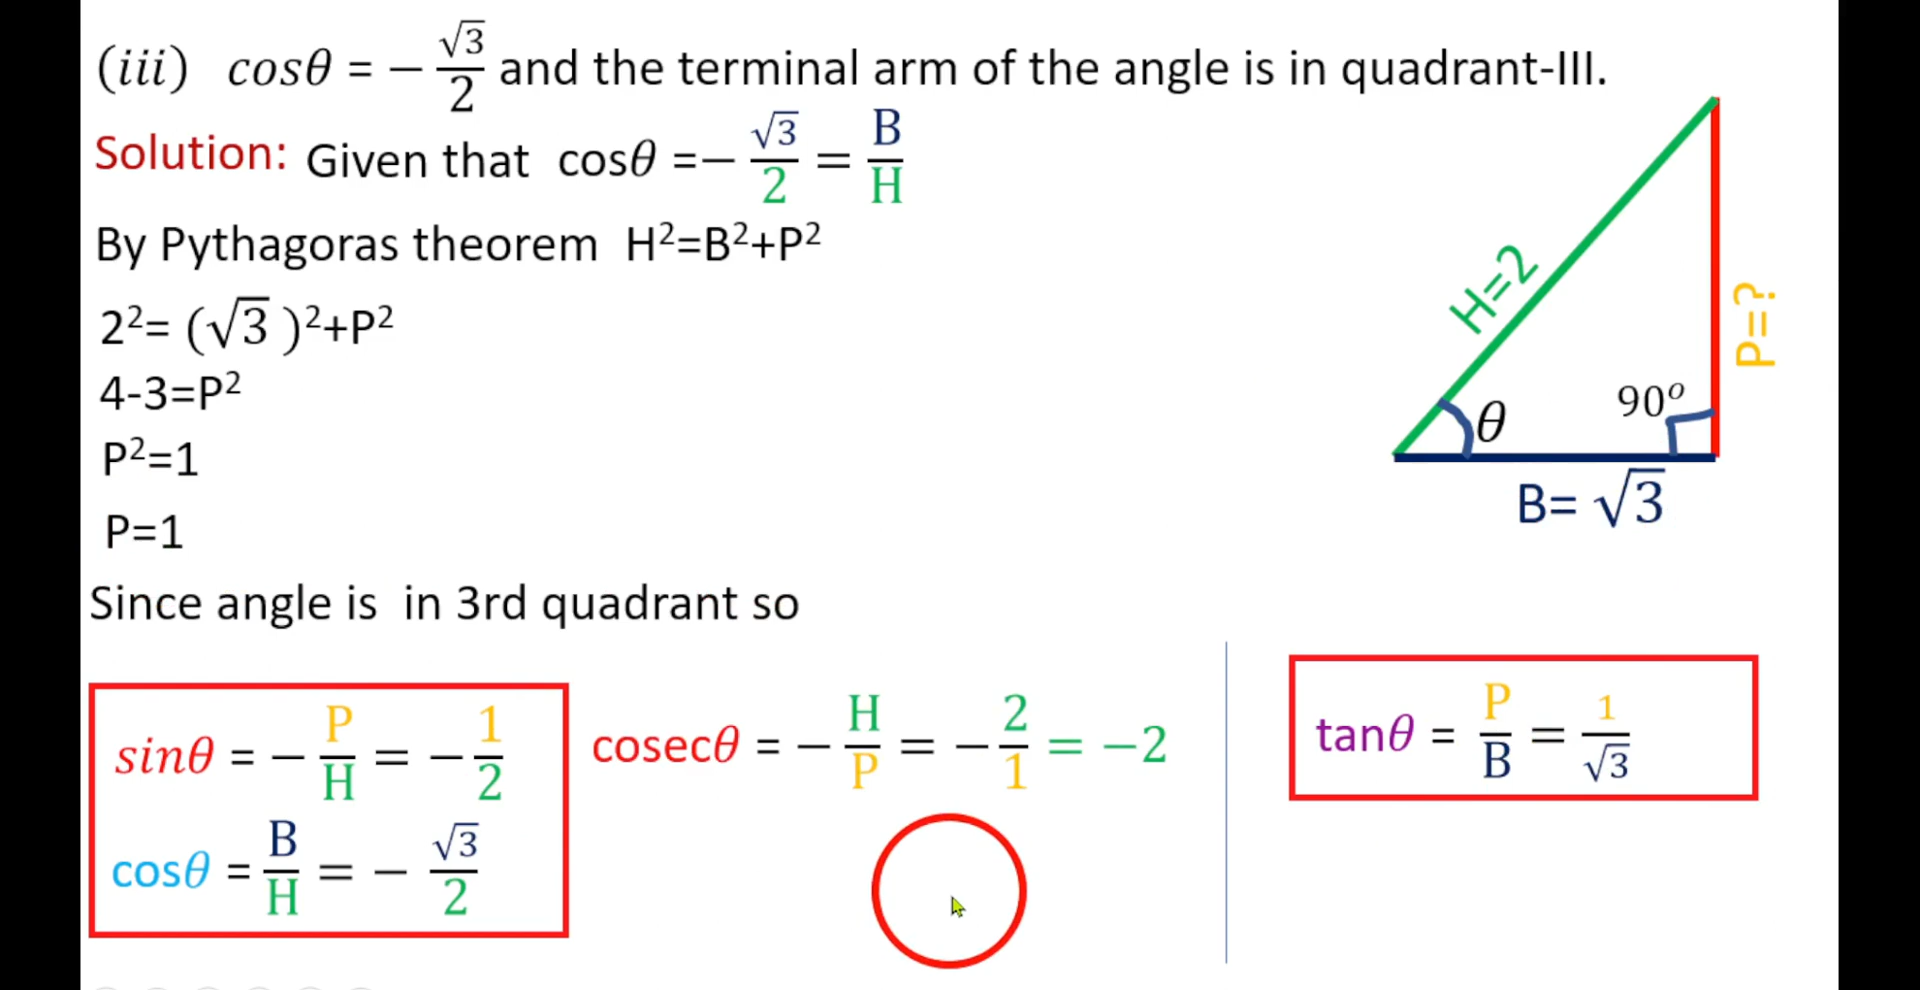 (iii) cosθ = −√3/2 and the terminal arm of the angle is in quadrant-III.
Solution: Given that cosθ =−√3/2 = B/H
By Pythagoras theorem H²=B²+P²
2²= (√3 )²+P²
4-3=P²
P²=1
P=1
H=2
P=?
θ
90°
B= √3
Since angle is in 3rd quadrant so
sinθ = −P/H = −1/2
cosθ = B/H = −√3/2
cosecθ = −H/P = −2/1 = −2
tanθ = P/B = 1/√3